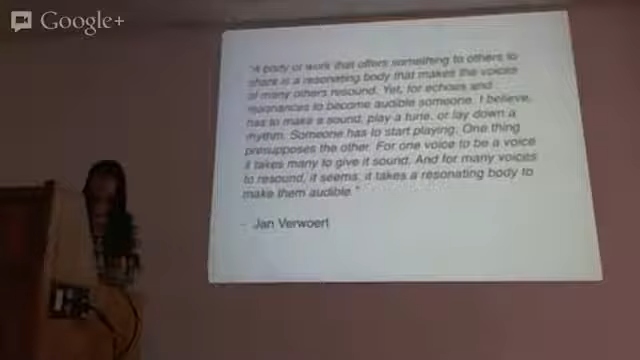 Google+
"A body of work that offers something to others to
share is a resonating body that makes the voices
of many others resound. Yet, for echoes and
resonances to become audible someone, I believe,
has to make a sound, play a tune, or lay down a
rhythm. Someone has to start playing. One thing
presupposes the other. For one voice to be a voice
it takes many to give it sound. And for many voices
to resound, it seems, it takes a resonating body to
make them audible."
- Jan Verwoert